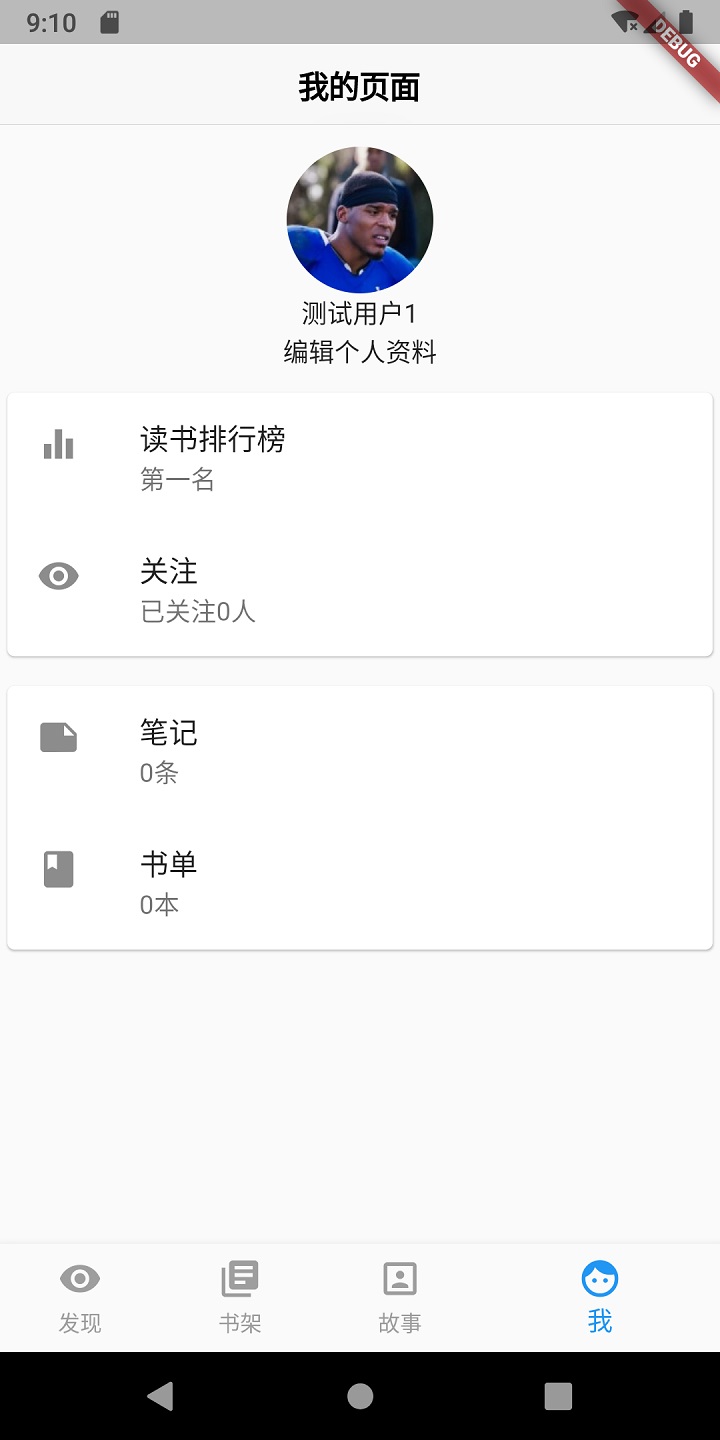 9:10
DEBUG
我的页面
测试用户1
编辑个人资料
读书排行榜
第一名
关注
已关注0人
笔记
0条
书单
0本
发现
书架
故事
我